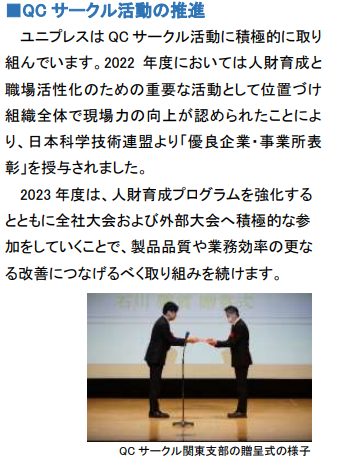 ■QC サークル活動の推進
ユニプレスは QC サークル活動に積極的に取り
組んでいます。2022 年度においては人財育成と
職場活性化のための重要な活動として位置づけ
組織全体で現場力の向上が認められたことによ
り、日本科学技術連盟より「優良企業・事業所表
彰」を授与されました。
2023 年度は、人財育成プログラムを強化する
とともに全社大会および外部大会へ積極的な参
加をしていくことで、製品品質や業務効率の更な
る改善につなげるべく取り組みを続けます。
QC サークル関東支部の贈呈式の様子